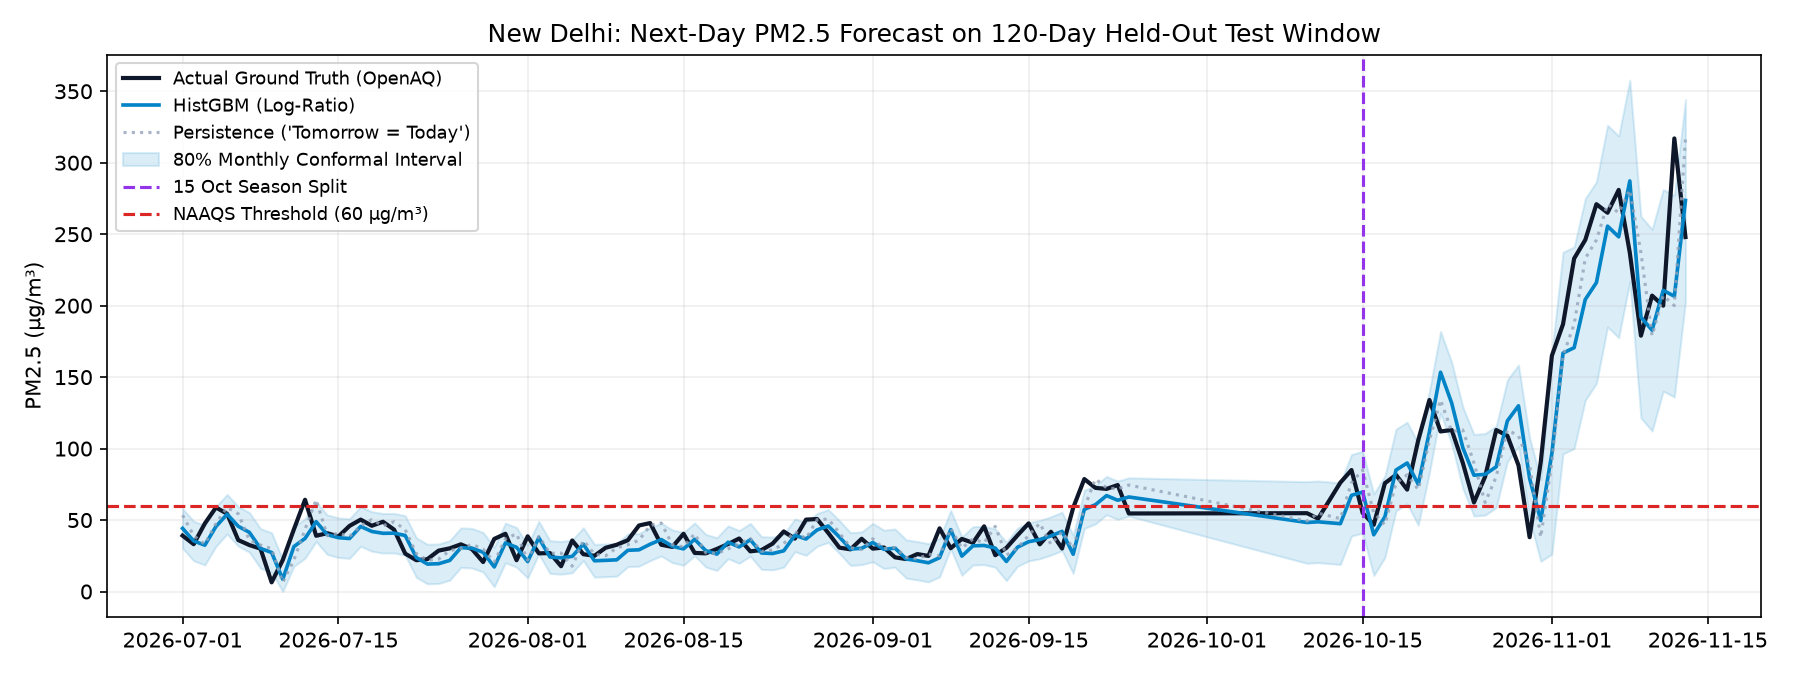 New Delhi: Next-Day PM2.5 Forecast on 120-Day Held-Out Test Window
Actual Ground Truth (OpenAQ)
HistGBM (Log-Ratio)
Persistence ('Tomorrow = Today')
80% Monthly Conformal Interval
15 Oct Season Split
NAAQS Threshold (60 μg/m³)
PM2.5 (μg/m³)
350
300
250
200
150
100
50
0
2026-07-01 2026-07-15 2026-08-01 2026-08-15 2026-09-01 2026-09-15 2026-10-01 2026-10-15 2026-11-01 2026-11-15